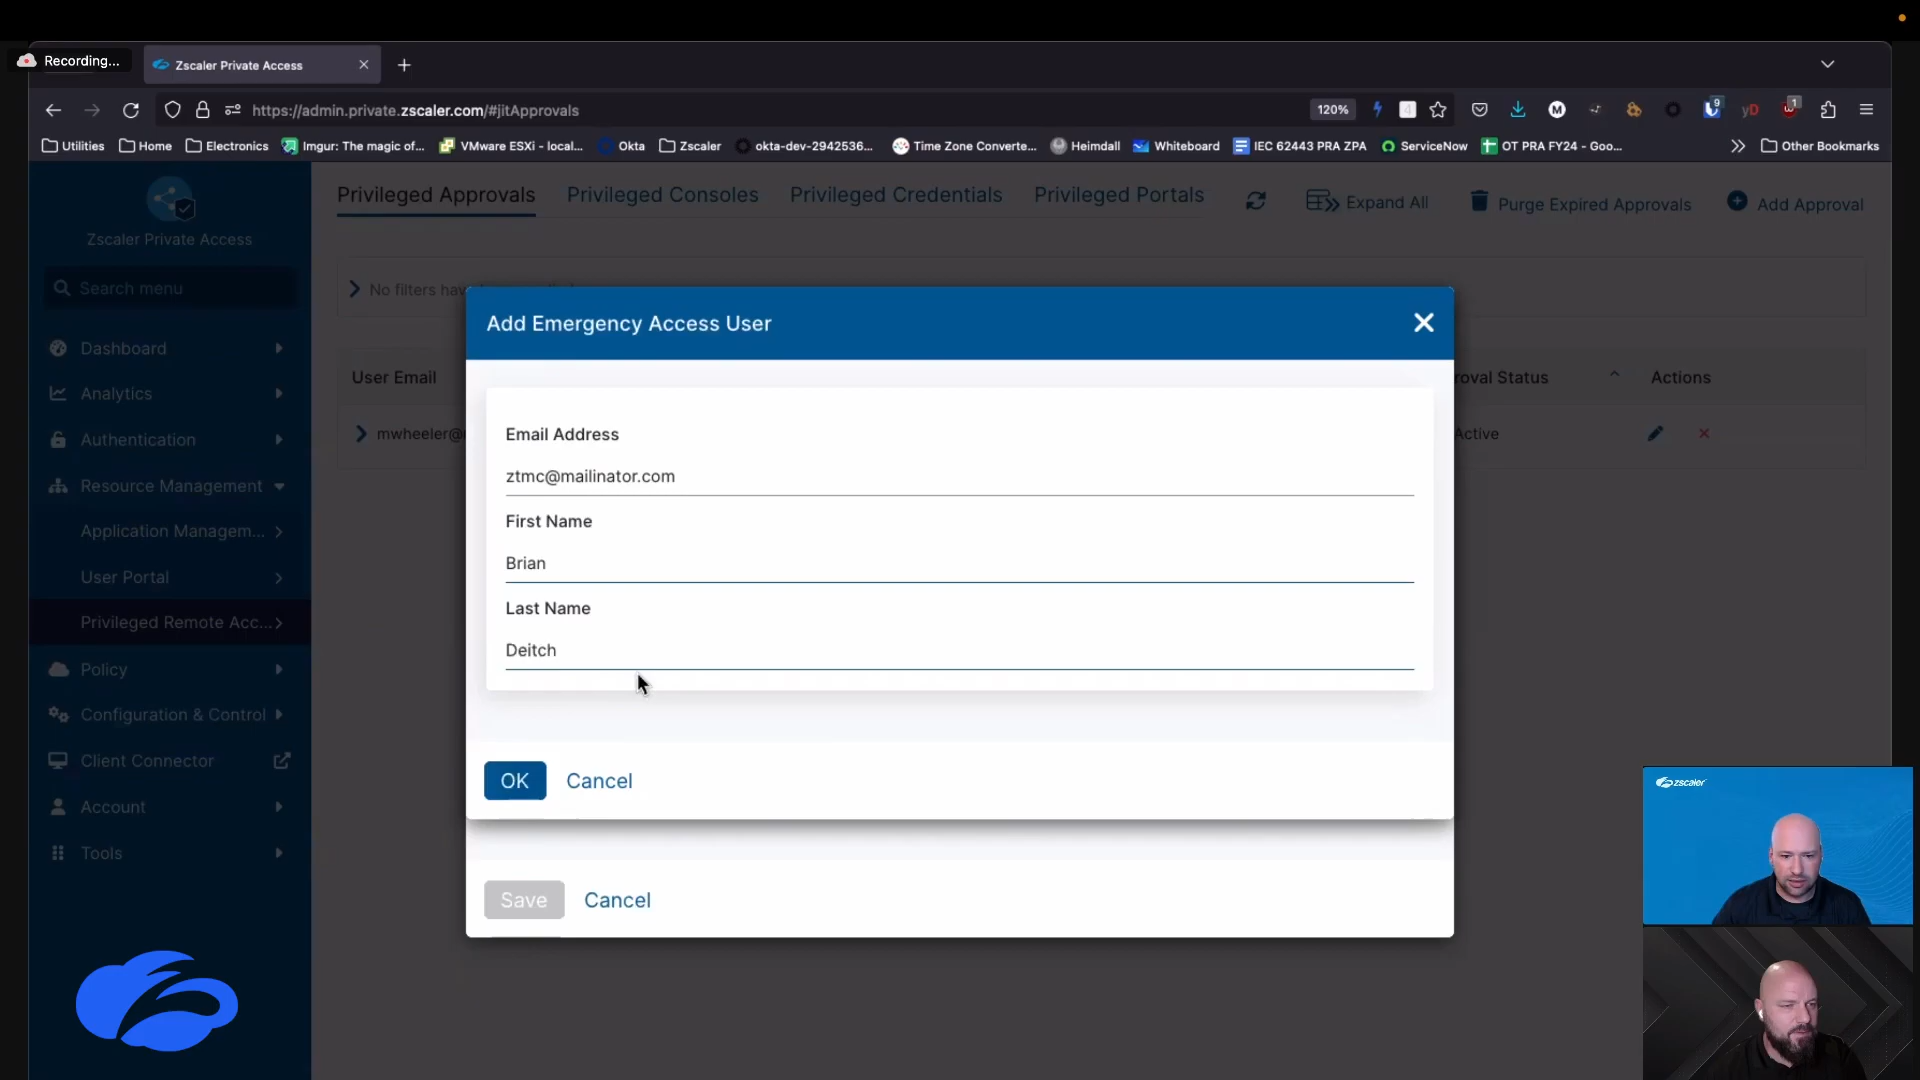 Recording...
Zscaler Private Access
https://admin.private.zscaler.com/#jitApprovals
120%
9
yD
1
Utilities
Home
Electronics
Imgur: The magic of...
VMware ESXi - local...
Okta
Zscaler
okta-dev-2942536...
Time Zone Converte...
Heimdall
Whiteboard
IEC 62443 PRA ZPA
ServiceNow
OT PRA FY24 - Goo...
Other Bookmarks
Zscaler Private Access
Search menu
Dashboard
Analytics
Authentication
Resource Management
Application Managem...
User Portal
Privileged Remote Acc...
Policy
Configuration & Control
Client Connector
Account
Tools
Privileged Approvals
Privileged Consoles
Privileged Credentials
Privileged Portals
Expand All
Purge Expired Approvals
Add Approval
No filters hav
User Email
roval Status
Actions
mwheeler@
Active
Add Emergency Access User
Email Address
ztmc@mailinator.com
First Name
Brian
Last Name
Deitch
OK
Cancel
Save
Cancel
zscaler